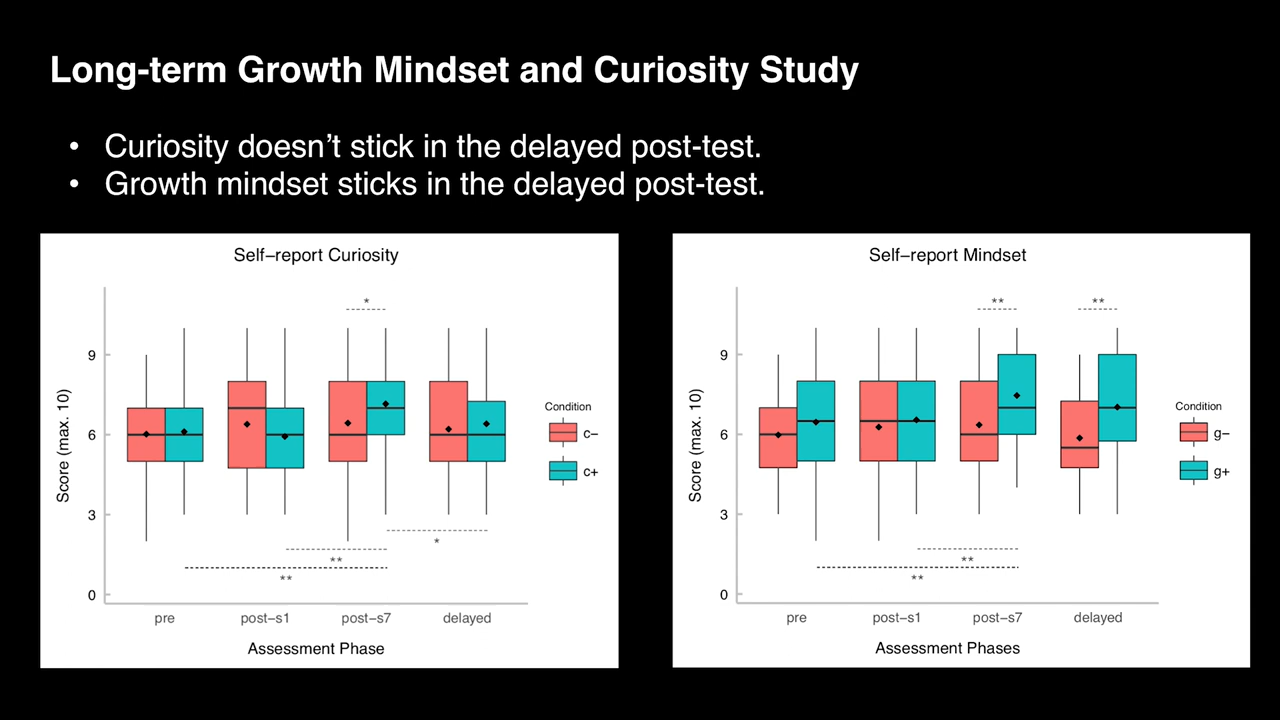 Long-term Growth Mindset and Curiosity Study
• Curiosity doesn’t stick in the delayed post-test.
• Growth mindset sticks in the delayed post-test.
Self−report Curiosity
*
9
6
3
0
Score (max. 10)
*
**
**
pre
post−s1
post−s7
delayed
Assessment Phase
Condition
c−
c+
Self−report Mindset
**
**
9
6
3
0
Score (max. 10)
**
**
pre
post−s1
post−s7
delayed
Assessment Phases
Condition
g−
g+